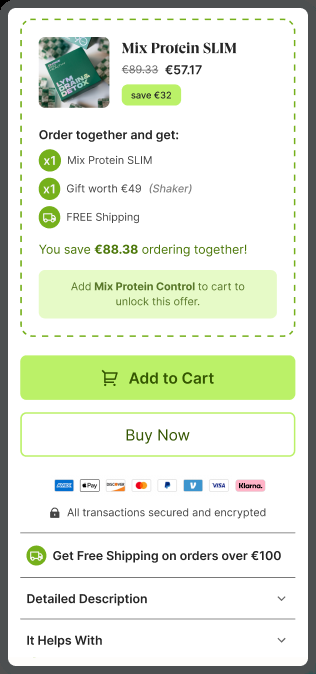 LYM
DRAIN&
DETOX
Mix Protein SLIM
€89.33 €57.17
save €32
Order together and get:
x1 Mix Protein SLIM
x1 Gift worth €49 (Shaker)
FREE Shipping
You save €88.38 ordering together!
Add Mix Protein Control to cart to
unlock this offer.
Add to Cart
Buy Now
AMEX Pay DISCOVER VISA Klarna.
All transactions secured and encrypted
Get Free Shipping on orders over €100
Detailed Description
It Helps With